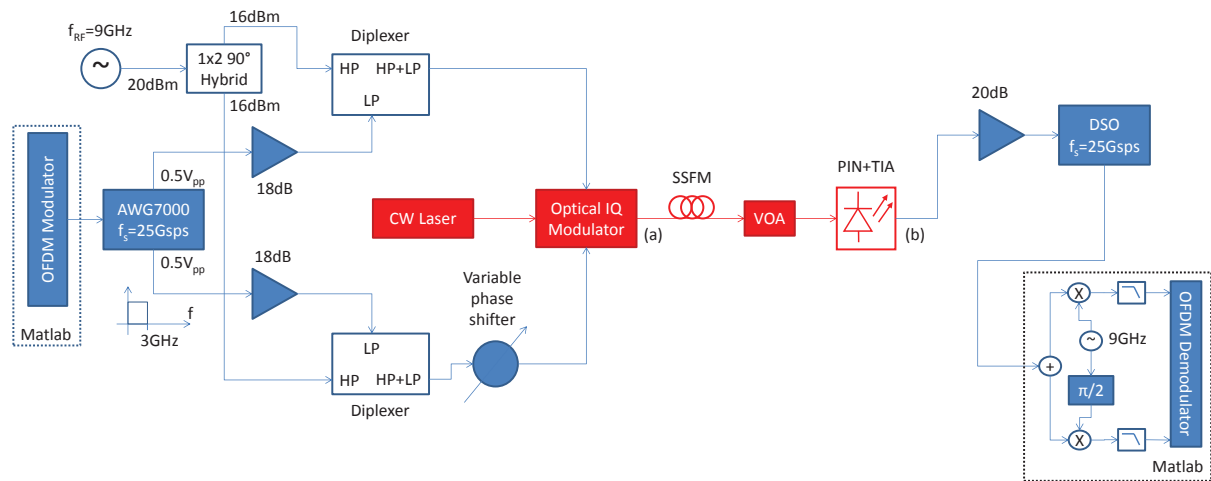 f_RF=9GHz
~
20dBm
16dBm
1x2 90°
Hybrid
16dBm
Diplexer
HP HP+LP
LP
OFDM Modulator
Matlab
0.5V_pp
AWG7000
f_s=25Gsps
0.5V_pp
f
3GHz
18dB
18dB
LP
HP HP+LP
Diplexer
Variable
phase
shifter
CW Laser
Optical IQ
Modulator
(a)
SSFM
VOA
PIN+TIA
(b)
20dB
DSO
f_s=25Gsps
X
~
9GHz
+
π/2
X
OFDM Demodulator
Matlab